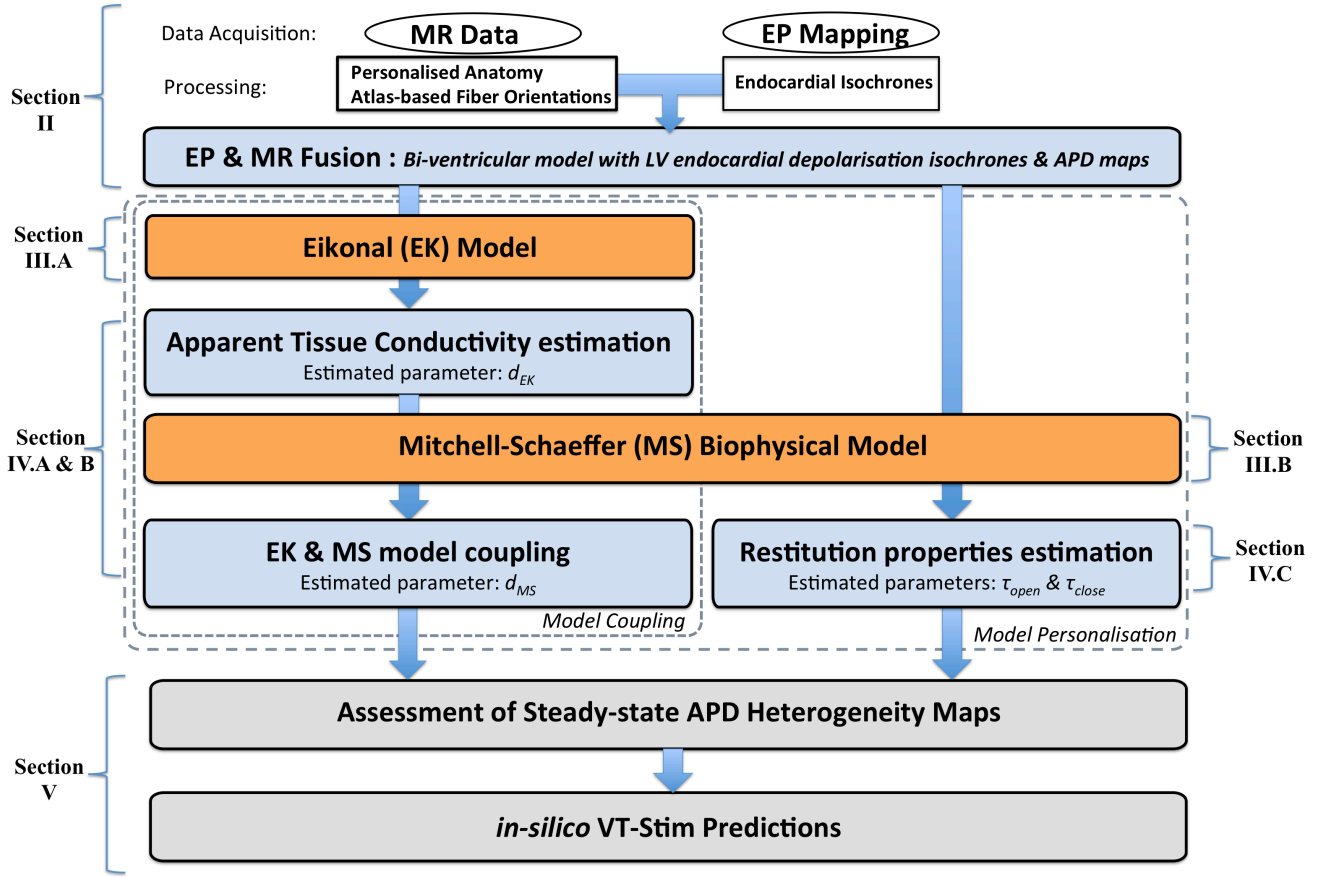 Data Acquisition:
MR Data
EP Mapping
Processing:
Personalised Anatomy
Atlas-based Fiber Orientations
Endocardial Isochrones
Section
II
EP & MR Fusion : Bi-ventricular model with LV endocardial depolarisation isochrones & APD maps
Section
III.A
Eikonal (EK) Model
Apparent Tissue Conductivity estimation
Estimated parameter: d_EK
Section
IV.A & B
Mitchell-Schaeffer (MS) Biophysical Model
Section
III.B
EK & MS model coupling
Estimated parameter: d_MS
Restitution properties estimation
Estimated parameters: τ_open & τ_close
Section
IV.C
Model Coupling
Model Personalisation
Assessment of Steady-state APD Heterogeneity Maps
Section
V
in-silico VT-Stim Predictions